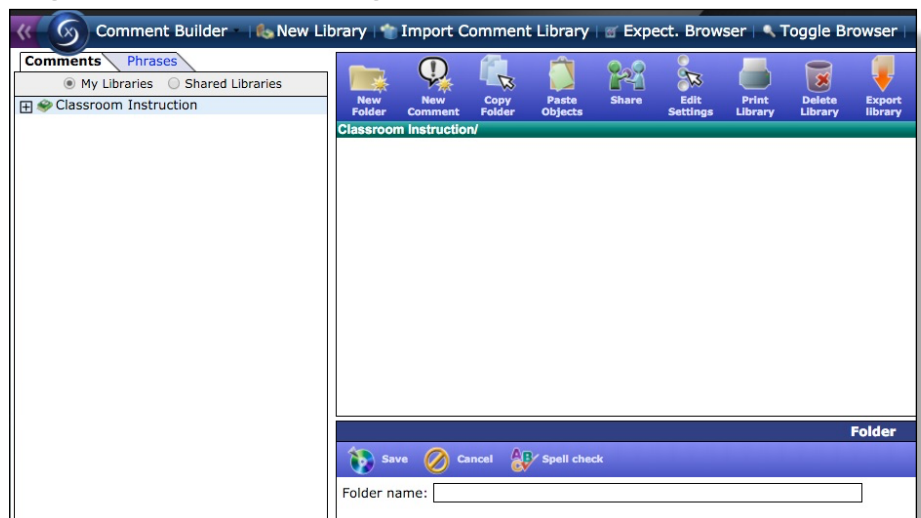 Comment Builder New Library Import Comment Library Expect. Browser Toggle Browser
Comments Phrases
My Libraries Shared Libraries
Classroom Instruction
New Folder New Comment Copy Folder Paste Objects Share Edit Settings Print Library Delete Library Export library
Classroom Instruction/
Folder
Save Cancel Spell check
Folder name: